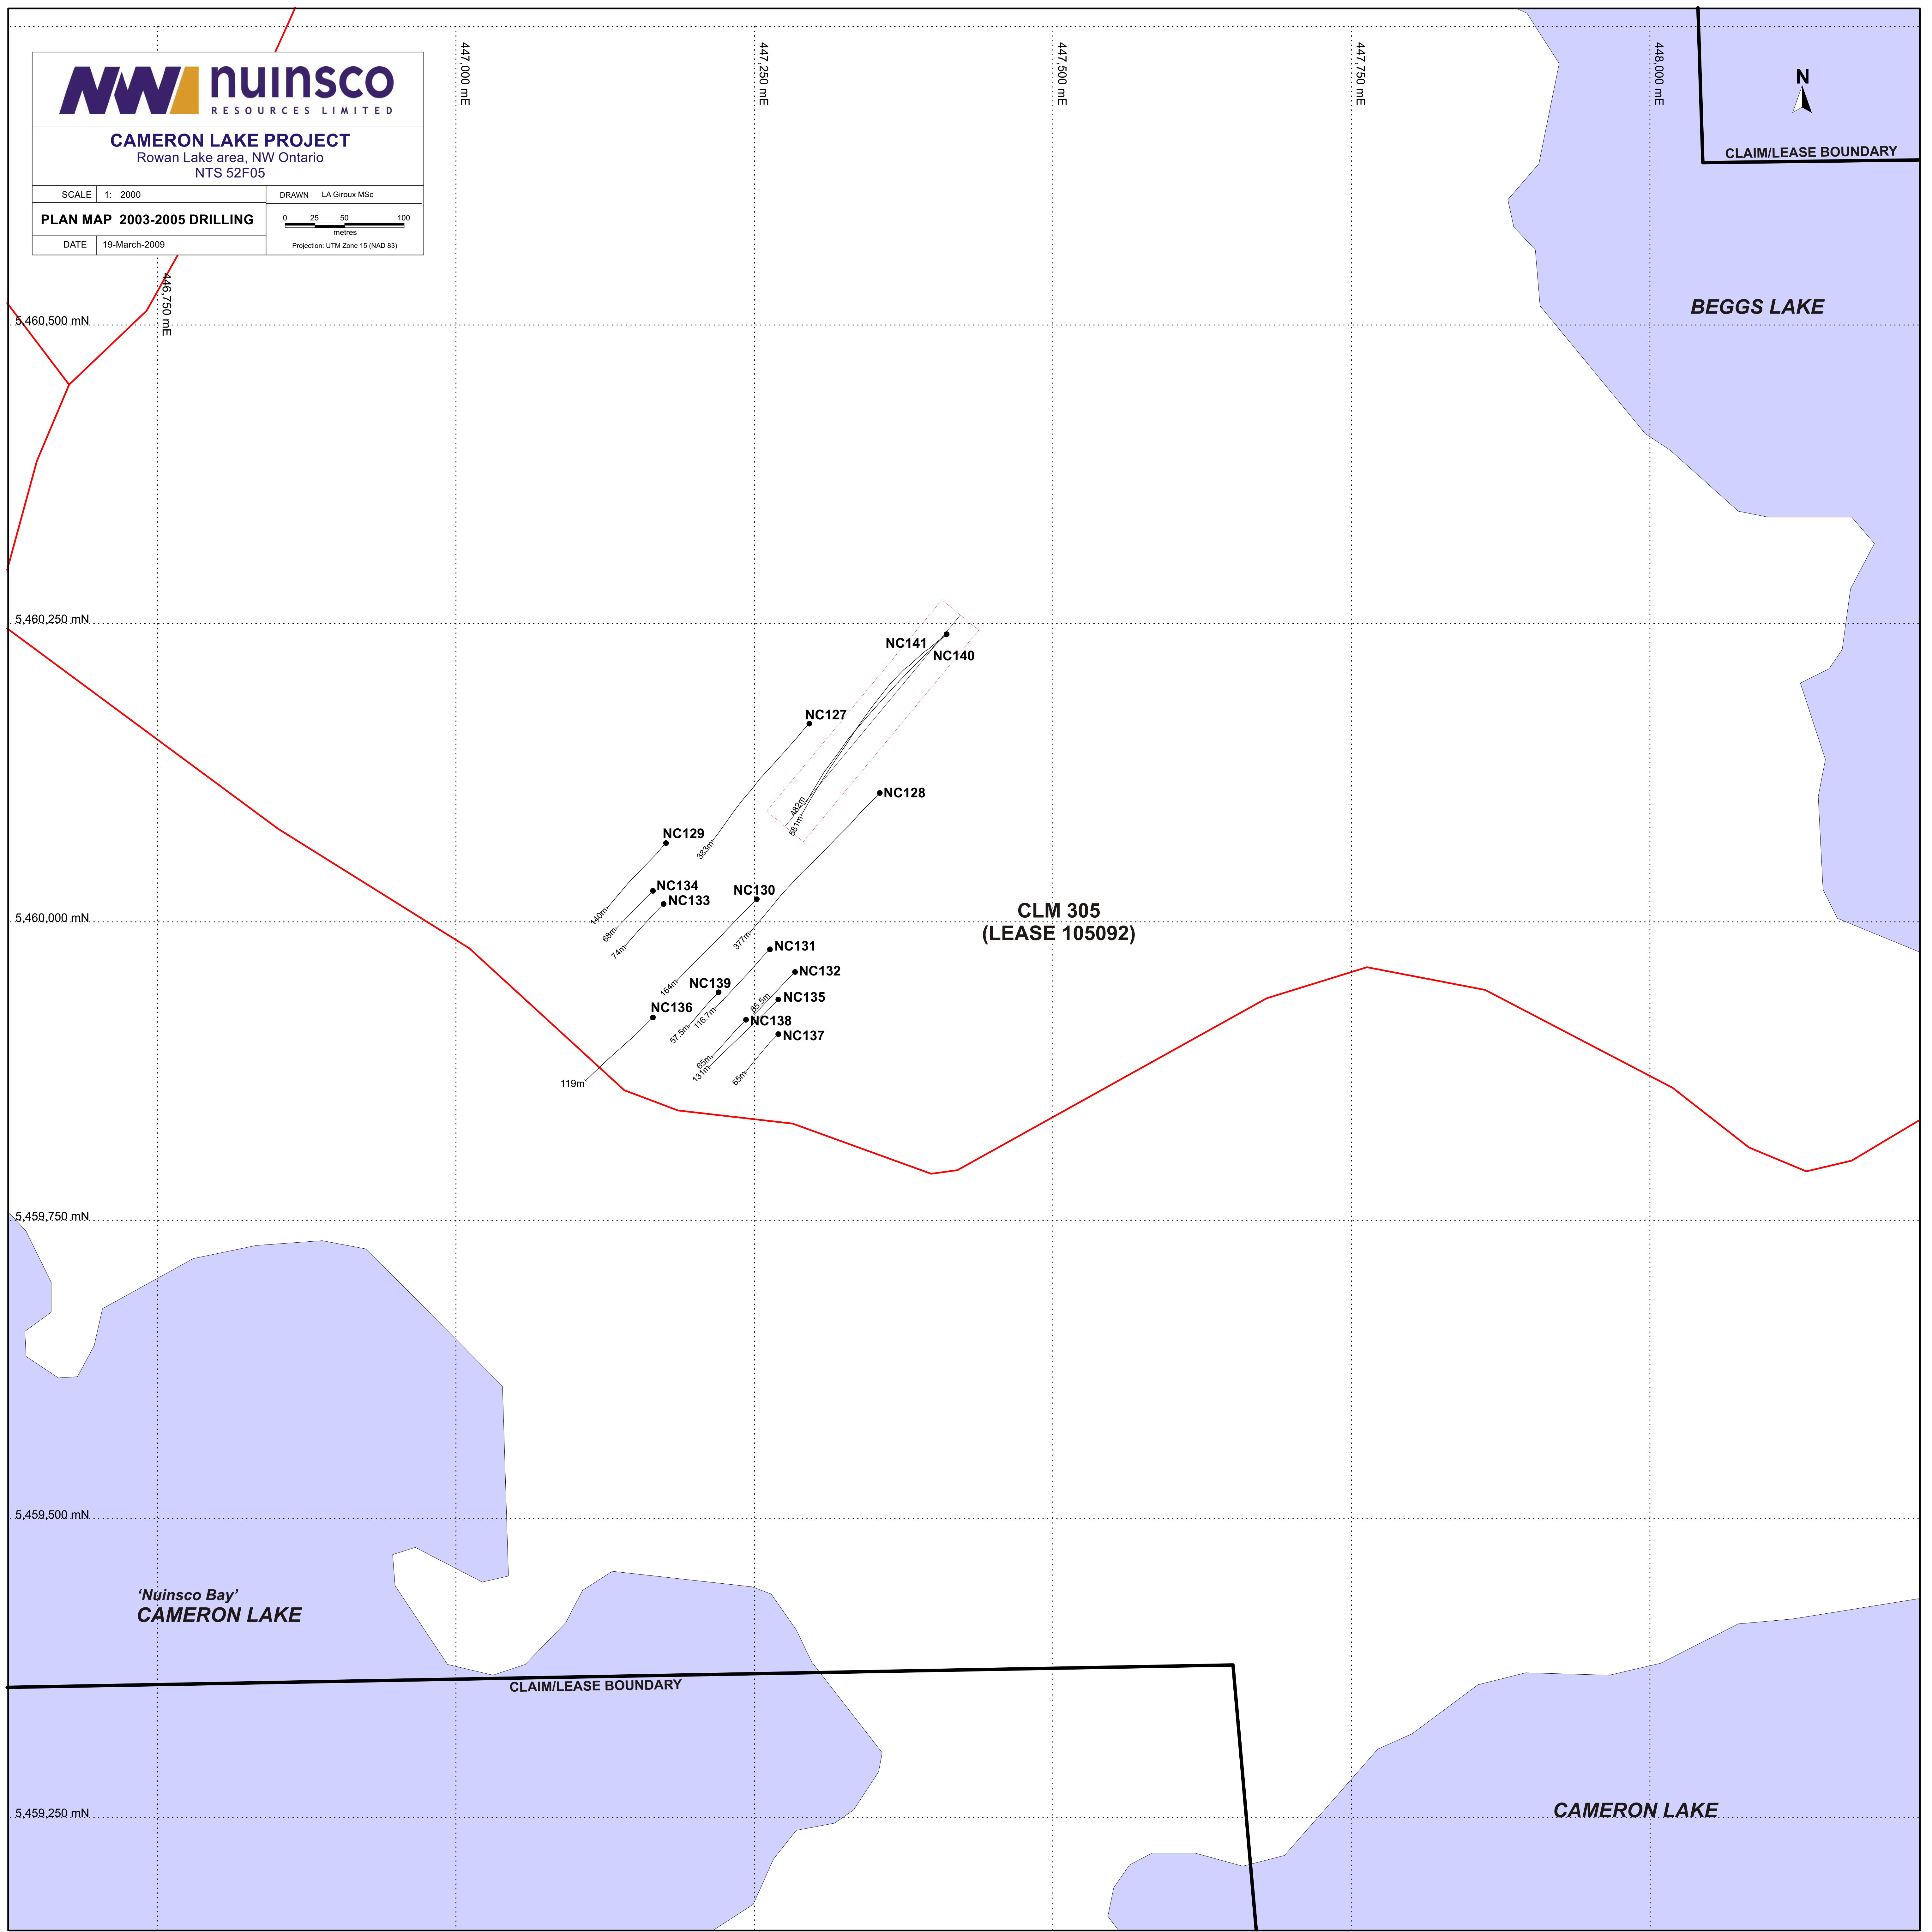 nuinsco
RESOURCES LIMITED
CAMERON LAKE PROJECT
Rowan Lake area, NW Ontario
NTS 52F05
SCALE 1: 2000
DRAWN LA Giroux MSc
PLAN MAP 2003-2005 DRILLING
0 25 50 100
metres
DATE 19-March-2009
Projection: UTM Zone 15 (NAD 83)
446,750 mE
447,000 mE
447,250 mE
447,500 mE
447,750 mE
448,000 mE
N
CLAIM/LEASE BOUNDARY
BEGGS LAKE
5,460,500 mN
5,460,250 mN
NC141
NC140
NC127
NC128
482m
581m
NC129
383m
NC134
NC130
NC133
140m
68m
74m
377m
CLM 305
(LEASE 105092)
5,460,000 mN
NC131
NC132
164m
NC139
85.5m
NC135
NC136
116.7m
NC138
57.5m
NC137
65m
131m
65m
119m
5,459,750 mN
5,459,500 mN
‘Nuinsco Bay’
CAMERON LAKE
CLAIM/LEASE BOUNDARY
5,459,250 mN
CAMERON LAKE